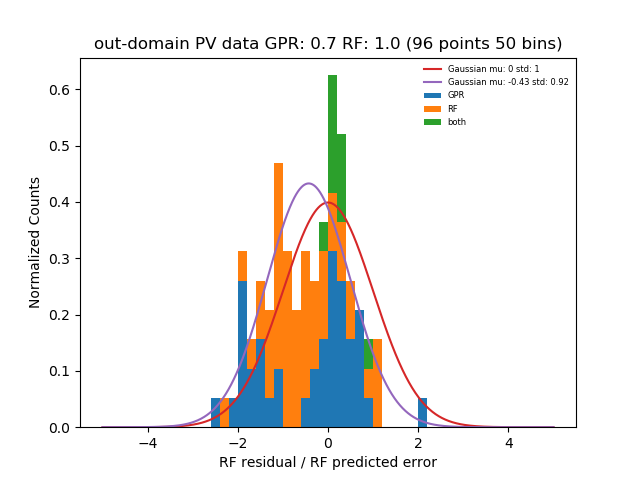 out-domain PV data GPR: 0.7 RF: 1.0 (96 points 50 bins)
Gaussian mu: 0 std: 1
Gaussian mu: -0.43 std: 0.92
GPR
RF
both
Normalized Counts
0.6
0.5
0.4
0.3
0.2
0.1
0.0
−4 −2 0 2 4
RF residual / RF predicted error